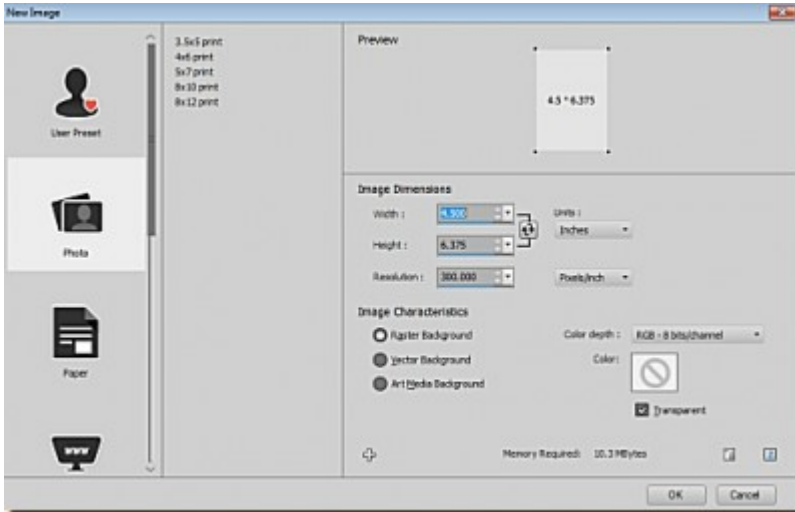 New Image
User Preset
Photo
Paper
WWW
3.5x5 print
4x6 print
5x7 print
8x10 print
8x12 print
Preview
4.5 * 6.375
Image Dimensions
Width : 4.500 Units :
Inches
Height : 6.375
Resolution : 300.000 Pixels/inch
Image Characteristics
Raster Background
Vector Background
Art Media Background
Color depth : RGB - 8 bits/channel
Color:
Transparent
Memory Required: 10.3 MBytes
OK Cancel